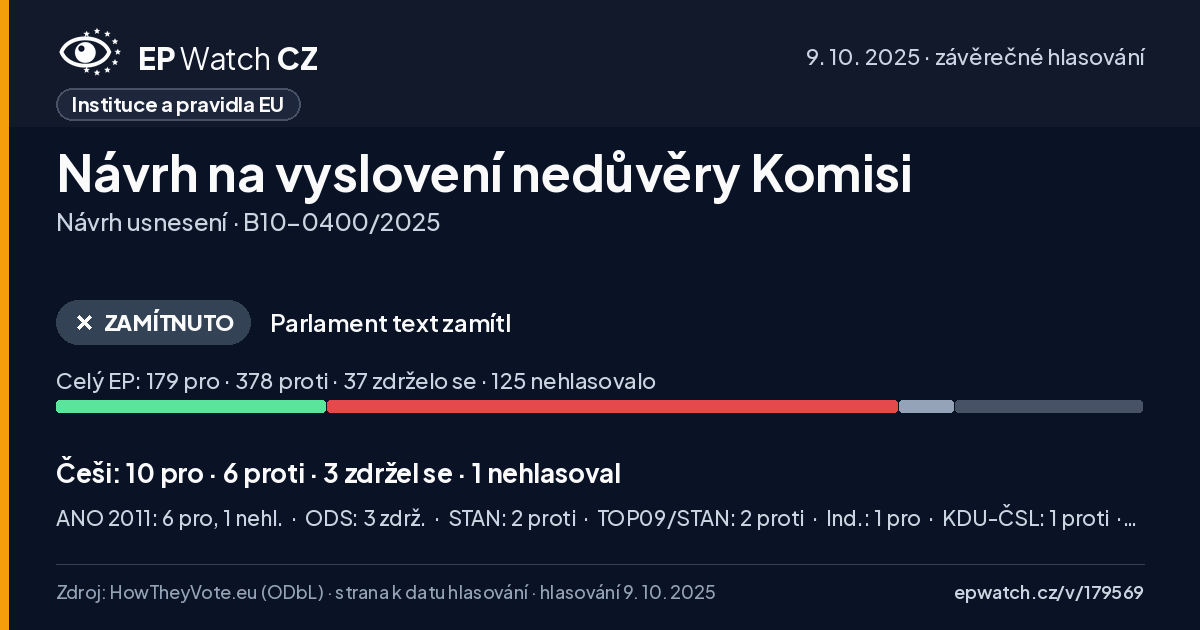 EP Watch CZ
9. 10. 2025 · závěrečné hlasování
Instituce a pravidla EU
Návrh na vyslovení nedůvěry Komisi
Návrh usnesení · B10–0400/2025
✕ ZAMÍTNUTO
Parlament text zamítl
Celý EP: 179 pro · 378 proti · 37 zdrželo se · 125 nehlasovalo
Češi: 10 pro · 6 proti · 3 zdržel se · 1 nehlasoval
ANO 2011: 6 pro, 1 nehl. · ODS: 3 zdrž. · STAN: 2 proti · TOP09/STAN: 2 proti · Ind.: 1 pro · KDU-ČSL: 1 proti ·…
Zdroj: HowTheyVote.eu (ODbL) · strana k datu hlasování · hlasování 9. 10. 2025
epwatch.cz/v/179569